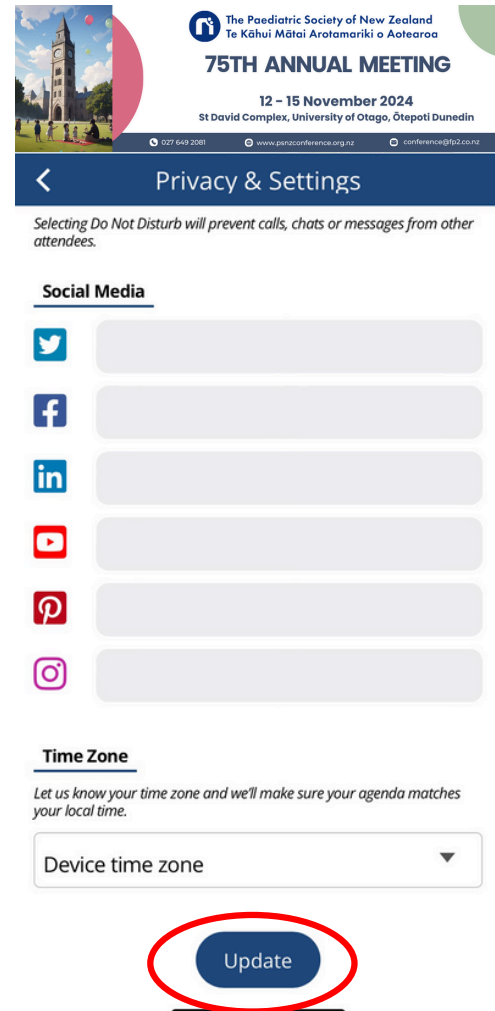 The Paediatric Society of New Zealand
Te Kāhui Mātai Arotamariki o Aotearoa
75TH ANNUAL MEETING
12 - 15 November 2024
St David Complex, University of Otago, Ōtepoti Dunedin
027 649 2081 www.psnzconference.org.nz conference@fp2.co.nz
Privacy & Settings
Selecting Do Not Disturb will prevent calls, chats or messages from other
attendees.
Social Media
Time Zone
Let us know your time zone and we'll make sure your agenda matches
your local time.
Device time zone
Update